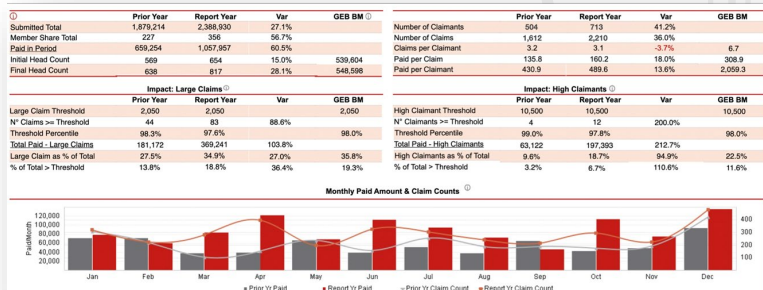 Prior Year Report Year Var GEB BM
Submitted Total 1,879,214 2,388,930 27.1%
Member Share Total 227 356 56.7%
Paid in Period 659,254 1,057,957 60.5%
Initial Head Count 569 654 15.0% 539,604
Final Head Count 638 817 28.1% 548,598
Prior Year Report Year Var GEB BM
Number of Claimants 504 713 41.2%
Number of Claims 1,612 2,210 36.0%
Claims per Claimant 3.2 3.1 -3.7% 6.7
Paid per Claim 135.8 160.2 18.0% 308.9
Paid per Claimant 430.9 489.6 13.6% 2,059.3
Impact: Large Claims
Prior Year Report Year Var GEB BM
Large Claim Threshold 2,050 2,050 2,050
N° Claims >= Threshold 44 83 88.6%
Threshold Percentile 98.3% 97.6% 98.0%
Total Paid - Large Claims 181,172 369,241 103.8%
Large Claim as % of Total 27.5% 34.9% 27.0% 35.8%
% of Total > Threshold 13.8% 18.8% 36.4% 19.3%
Impact: High Claimants
Prior Year Report Year Var GEB BM
High Claimant Threshold 10,500 10,500 10,500
N° Claimants >= Threshold 4 12 200.0%
Threshold Percentile 99.0% 97.8% 98.0%
Total Paid - High Claimants 63,122 197,393 212.7%
High Claimants as % of Total 9.6% 18.7% 94.9% 22.5%
% of Total > Threshold 3.2% 6.7% 110.6% 11.6%
Monthly Paid Amount & Claim Counts
Paid/Month
120,000
100,000
80,000
60,000
40,000
20,000
400
300
200
100
Jan Feb Mar Apr May Jun Jul Aug Sep Oct Nov Dec
Prior Yr Paid Report Yr Paid Prior Yr Claim Count Report Yr Claim Count